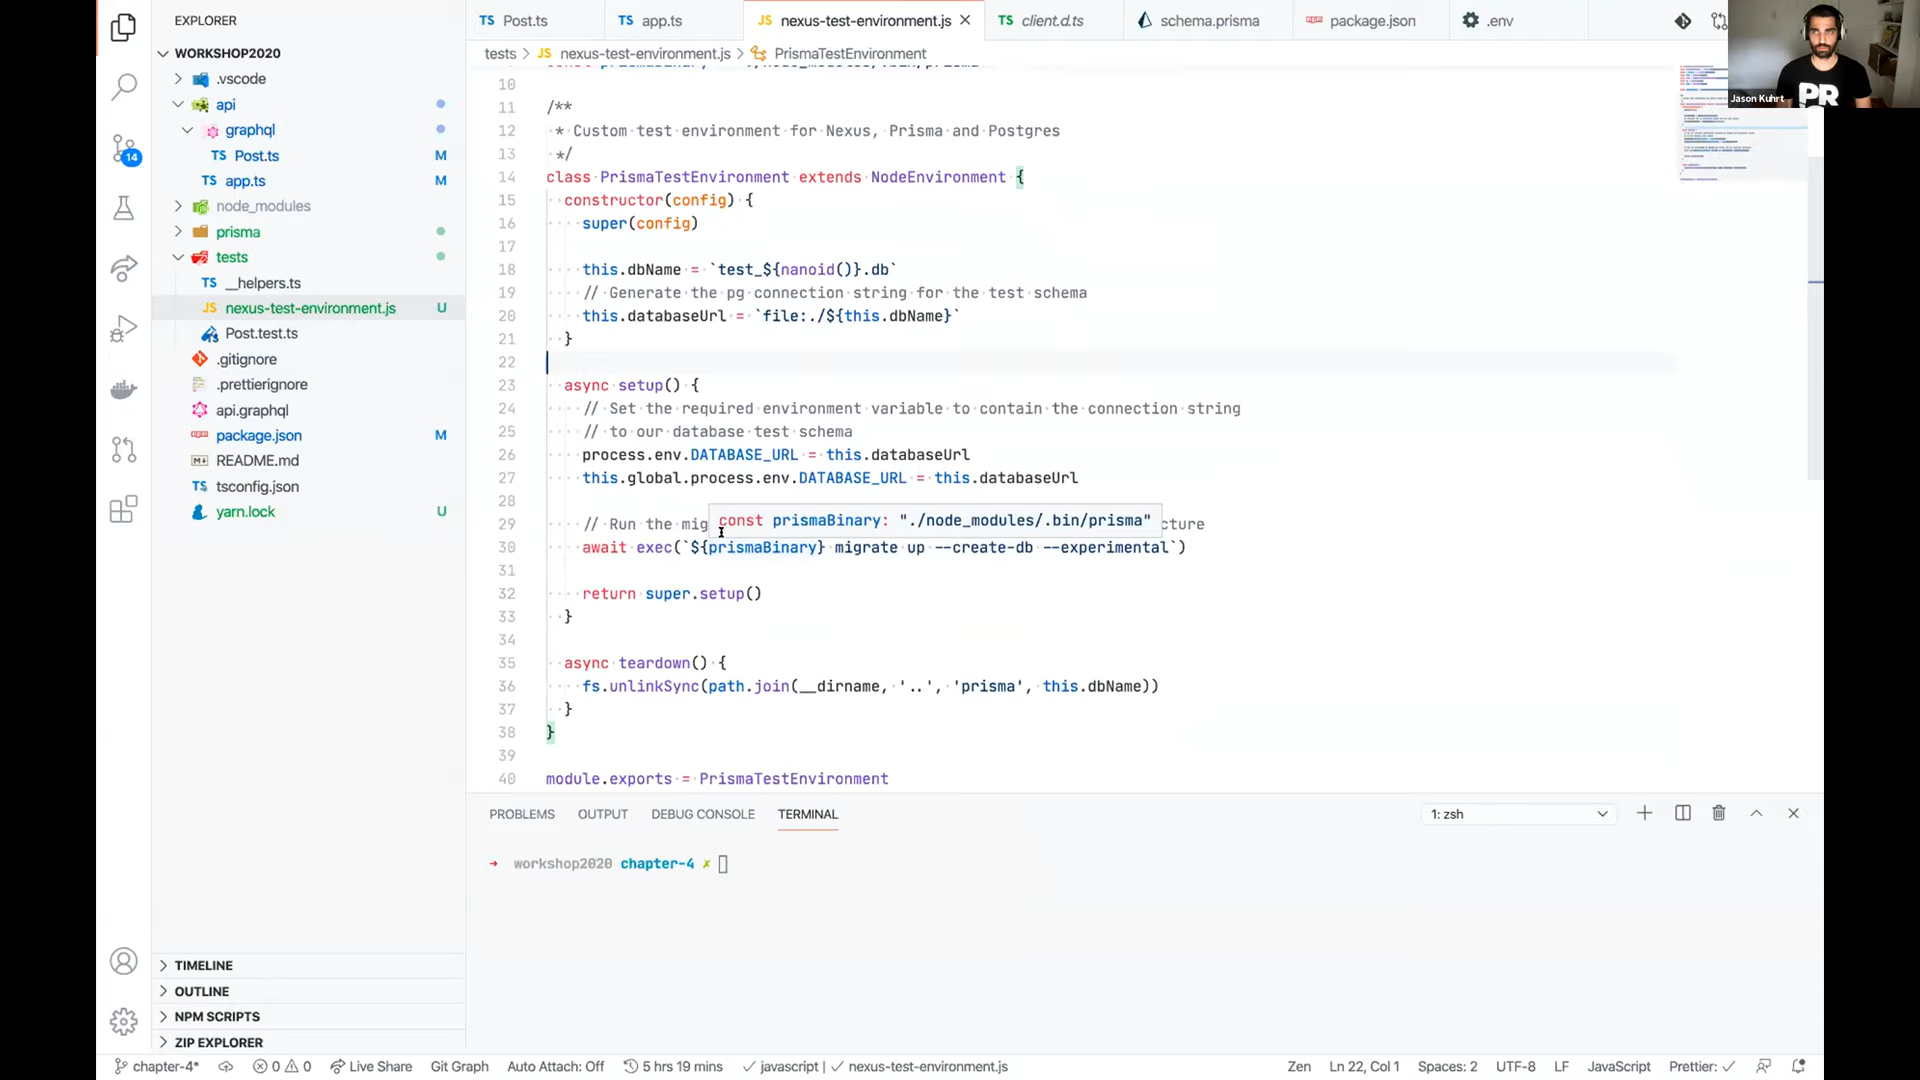 EXPLORER
WORKSHOP2020
.vscode
api
graphql
Post.ts M
app.ts M
node_modules
prisma
tests
__helpers.ts
nexus-test-environment.js U
Post.test.ts
.gitignore
.prettierignore
api.graphql
package.json M
README.md
tsconfig.json
yarn.lock U
TIMELINE
OUTLINE
NPM SCRIPTS
ZIP EXPLORER
14
TS Post.ts
TS app.ts
JS nexus-test-environment.js
TS client.d.ts
schema.prisma
package.json
.env
tests > JS nexus-test-environment.js > PrismaTestEnvironment
10
11 /**
12 * Custom test environment for Nexus, Prisma and Postgres
13 */
14 class PrismaTestEnvironment extends NodeEnvironment {
15 constructor(config) {
16 super(config)
17
18 this.dbName = `test_${nanoid()}.db`
19 // Generate the pg connection string for the test schema
20 this.databaseUrl = `file:./${this.dbName}`
21 }
22
23 async setup() {
24 // Set the required environment variable to contain the connection string
25 // to our database test schema
26 process.env.DATABASE_URL = this.databaseUrl
27 this.global.process.env.DATABASE_URL = this.databaseUrl
28
const prismaBinary: "./node_modules/.bin/prisma"
29 // Run the mig cture
30 await exec(`${prismaBinary} migrate up --create-db --experimental`)
31
32 return super.setup()
33 }
34
35 async teardown() {
36 fs.unlinkSync(path.join(__dirname, '..', 'prisma', this.dbName))
37 }
38 }
39
40 module.exports = PrismaTestEnvironment
PROBLEMS OUTPUT DEBUG CONSOLE TERMINAL
1: zsh
→ workshop2020 chapter-4 ✗
chapter-4* 0 0 Live Share Git Graph Auto Attach: Off 5 hrs 19 mins javascript | nexus-test-environment.js
Zen Ln 22, Col 1 Spaces: 2 UTF-8 LF JavaScript Prettier: ✓
PR
Jason Kuhrt